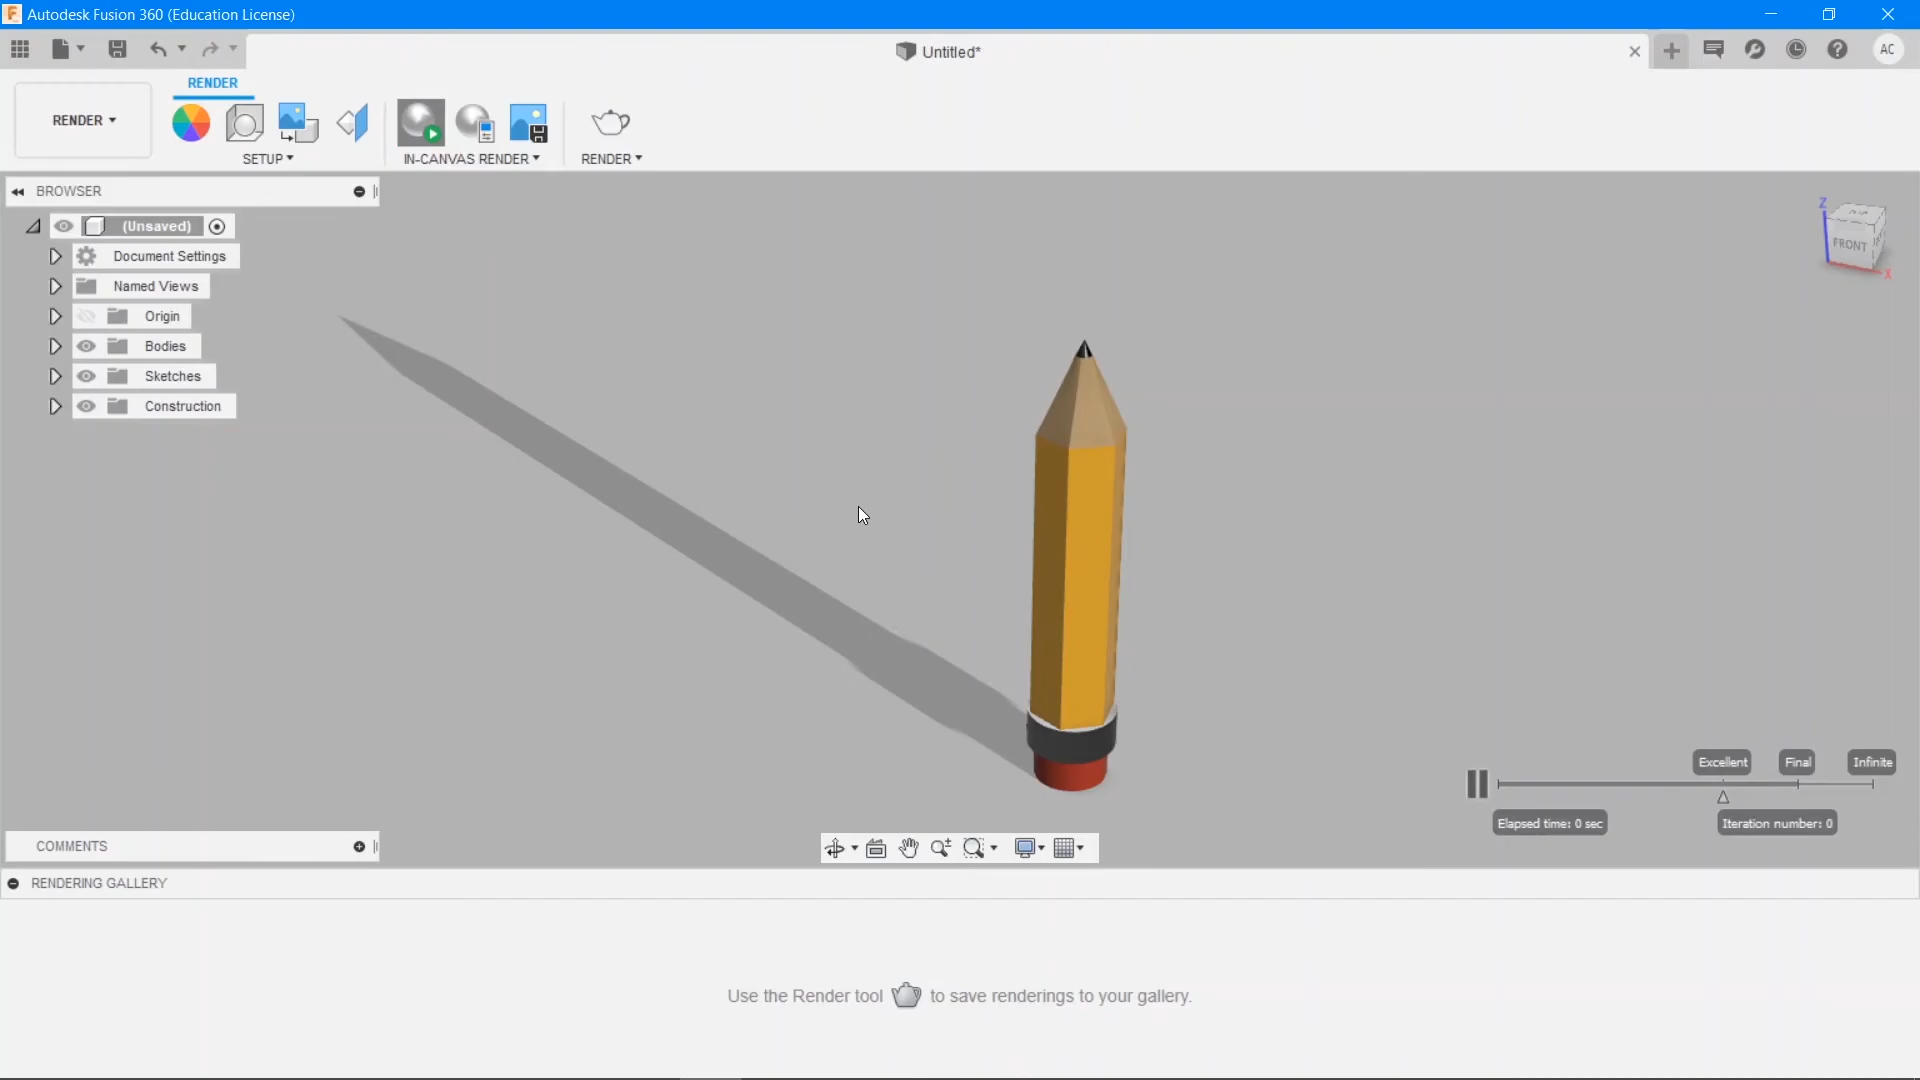 Autodesk Fusion 360 (Education License)
Untitled*
AC
RENDER
RENDER
SETUP
IN-CANVAS RENDER
RENDER
BROWSER
(Unsaved)
Document Settings
Named Views
Origin
Bodies
Sketches
Construction
Z
FRONT
X
Excellent
Final
Infinite
Elapsed time: 0 sec
Iteration number: 0
COMMENTS
RENDERING GALLERY
Use the Render tool to save renderings to your gallery.